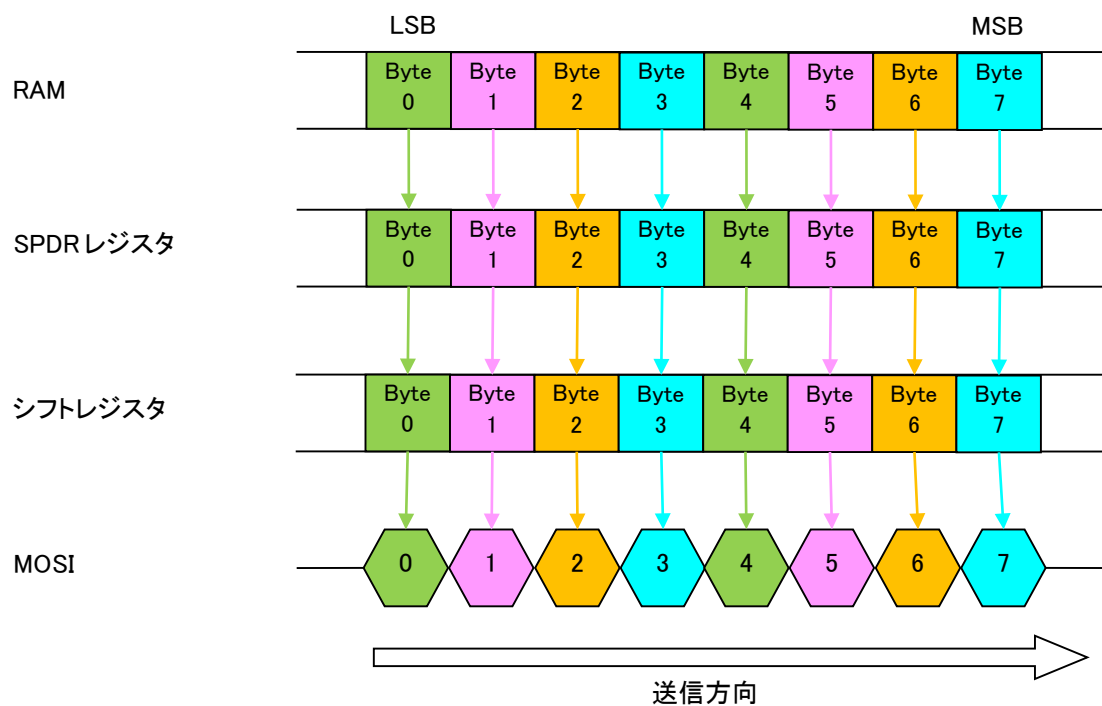 LSB MSB
RAM
Byte 0 Byte 1 Byte 2 Byte 3 Byte 4 Byte 5 Byte 6 Byte 7
SPDRレジスタ
Byte 0 Byte 1 Byte 2 Byte 3 Byte 4 Byte 5 Byte 6 Byte 7
シフトレジスタ
Byte 0 Byte 1 Byte 2 Byte 3 Byte 4 Byte 5 Byte 6 Byte 7
MOSI
0 1 2 3 4 5 6 7
送信方向